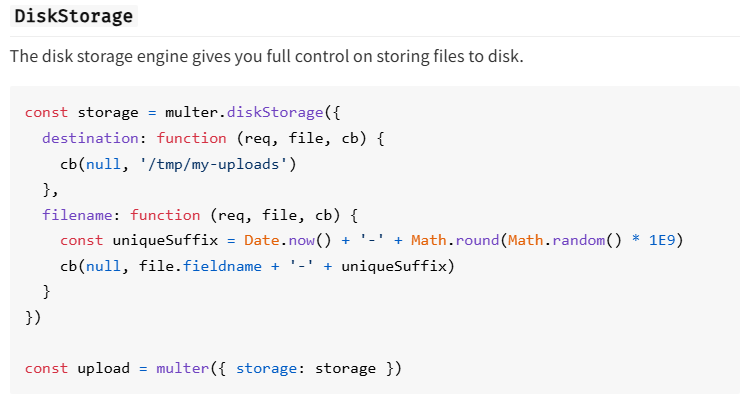 DiskStorage
The disk storage engine gives you full control on storing files to disk.
const storage = multer.diskStorage({
  destination: function (req, file, cb) {
    cb(null, '/tmp/my-uploads')
  },
  filename: function (req, file, cb) {
    const uniqueSuffix = Date.now() + '-' + Math.round(Math.random() * 1E9)
    cb(null, file.fieldname + '-' + uniqueSuffix)
  }
})

const upload = multer({ storage: storage })